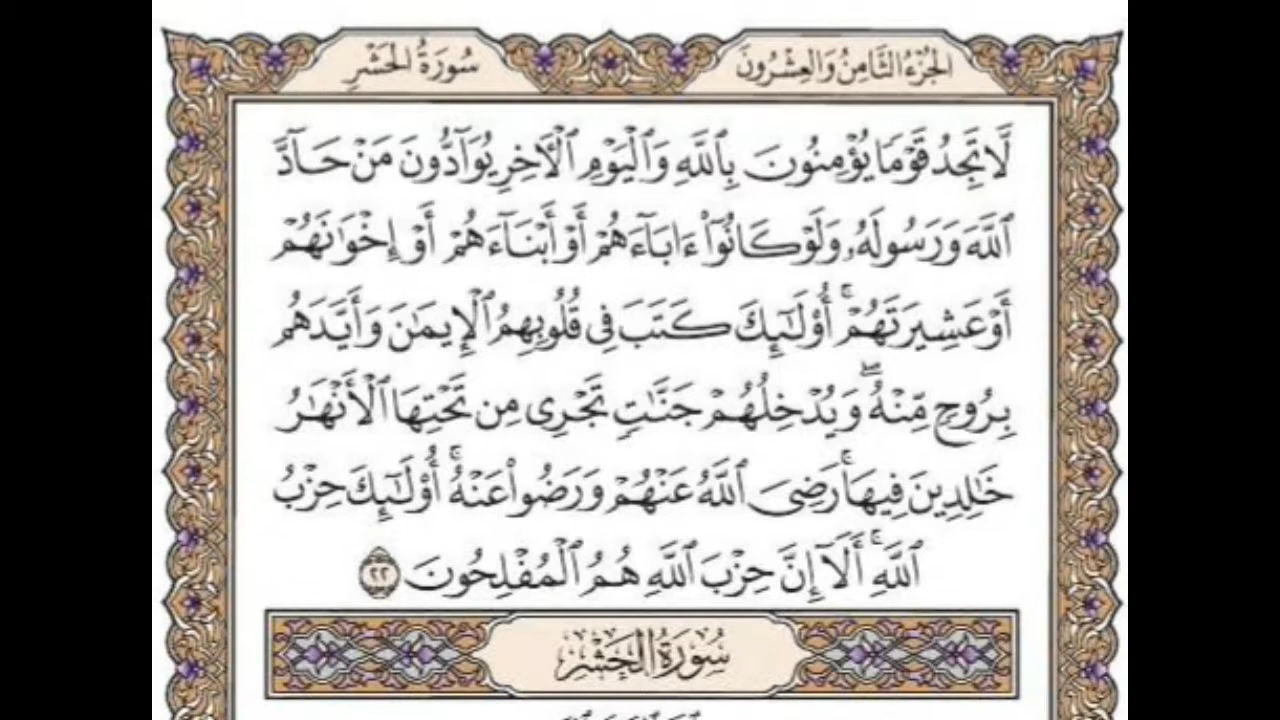 الجزء الثامن والعشرون
سورة الحشر
لَّا تَجِدُ قَوْمًا يُؤْمِنُونَ بِٱللَّهِ وَٱلْيَوْمِ ٱلْـَٔاخِرِ يُوَآدُّونَ مَنْ حَآدَّ
ٱللَّهَ وَرَسُولَهُۥ وَلَوْ كَانُوٓا۟ ءَابَآءَهُمْ أَوْ أَبْنَآءَهُمْ أَوْ إِخْوَٰنَهُمْ
أَوْ عَشِيرَتَهُمْ ۚ أُو۟لَـٰٓئِكَ كَتَبَ فِى قُلُوبِهِمُ ٱلْإِيمَـٰنَ وَأَيَّدَهُم
بِرُوحٍ مِّنْهُ ۖ وَيُدْخِلُهُمْ جَنَّـٰتٍ تَجْرِى مِن تَحْتِهَا ٱلْأَنْهَـٰرُ
خَـٰلِدِينَ فِيهَا ۚ رَضِىَ ٱللَّهُ عَنْهُمْ وَرَضُوا۟ عَنْهُ ۚ أُو۟لَـٰٓئِكَ حِزْبُ
ٱللَّهِ ۚ أَلَآ إِنَّ حِزْبَ ٱللَّهِ هُمُ ٱلْمُفْلِحُونَ ٢٢
سُورَةُ الْحَشْرِ